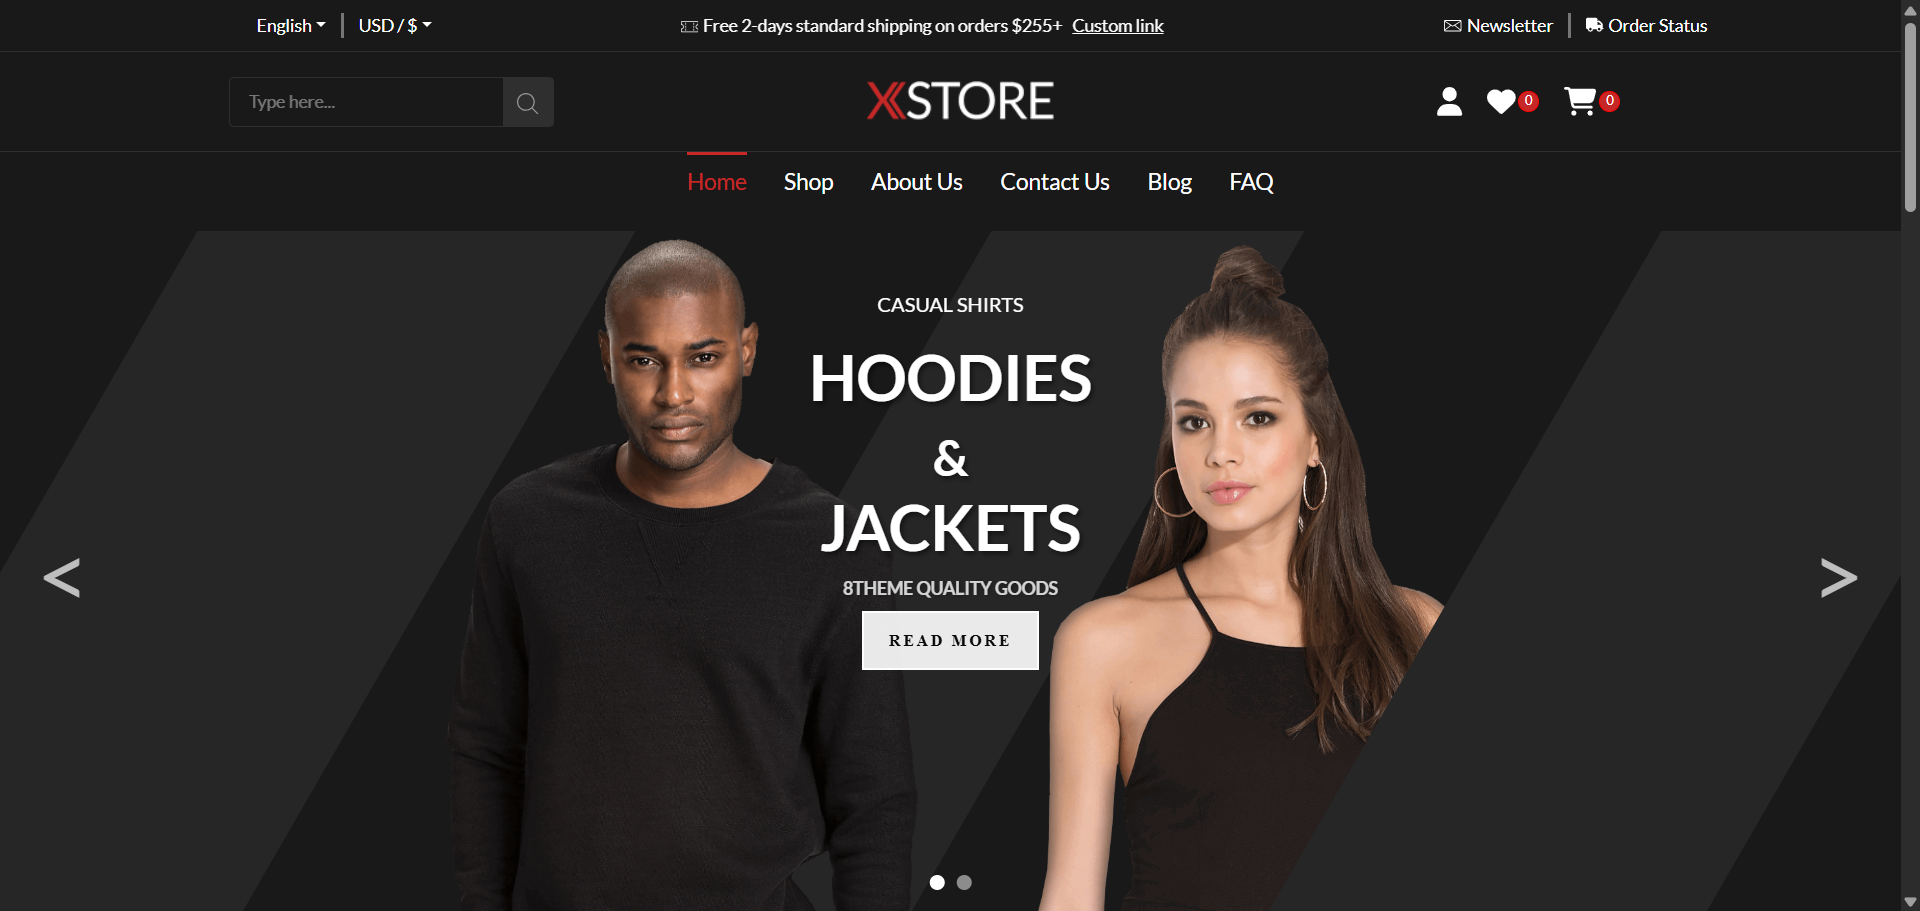 English
USD / $
Free 2-days standard shipping on orders $255+ Custom link
Newsletter
Order Status
Type here...
XSTORE
0
0
Home
Shop
About Us
Contact Us
Blog
FAQ
CASUAL SHIRTS
HOODIES
&
JACKETS
8THEME QUALITY GOODS
READ MORE
<
>